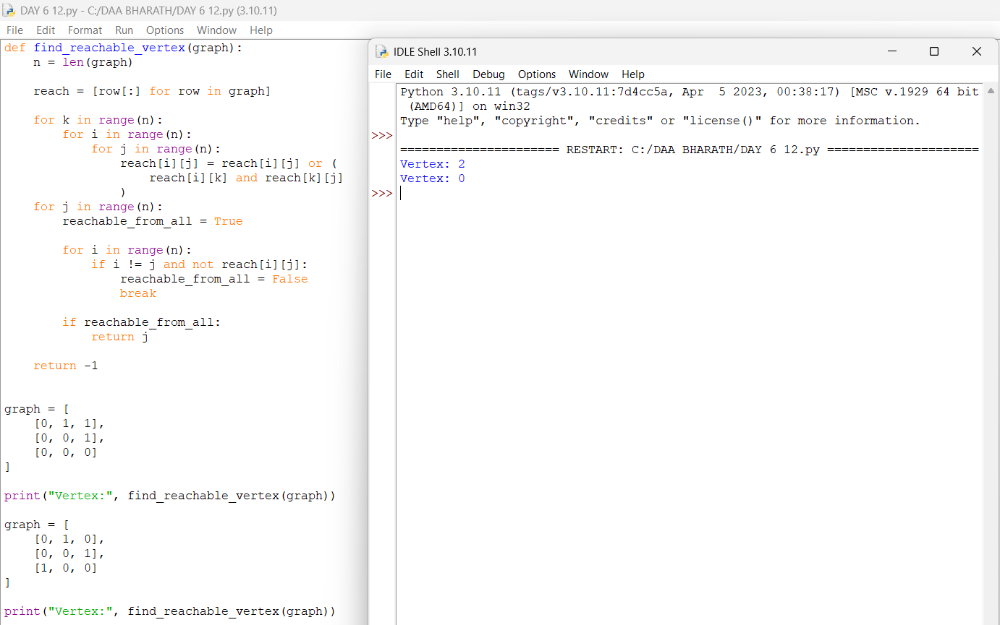 DAY 6 12.py - C:/DAA BHARATH/DAY 6 12.py (3.10.11)
File Edit Format Run Options Window Help
def find_reachable_vertex(graph):
    n = len(graph)

    reach = [row[:] for row in graph]

    for k in range(n):
        for i in range(n):
            for j in range(n):
                reach[i][j] = reach[i][j] or (
                    reach[i][k] and reach[k][j]
                )
    for j in range(n):
        reachable_from_all = True

        for i in range(n):
            if i != j and not reach[i][j]:
                reachable_from_all = False
                break

        if reachable_from_all:
            return j

    return -1


graph = [
    [0, 1, 1],
    [0, 0, 1],
    [0, 0, 0]
]

print("Vertex:", find_reachable_vertex(graph))

graph = [
    [0, 1, 0],
    [0, 0, 1],
    [1, 0, 0]
]

print("Vertex:", find_reachable_vertex(graph))
IDLE Shell 3.10.11
File Edit Shell Debug Options Window Help
Python 3.10.11 (tags/v3.10.11:7d4cc5a, Apr  5 2023, 00:38:17) [MSC v.1929 64 bit
 (AMD64)] on win32
Type "help", "copyright", "credits" or "license()" for more information.
>>>
====================== RESTART: C:/DAA BHARATH/DAY 6 12.py =====================
Vertex: 2
Vertex: 0
>>>